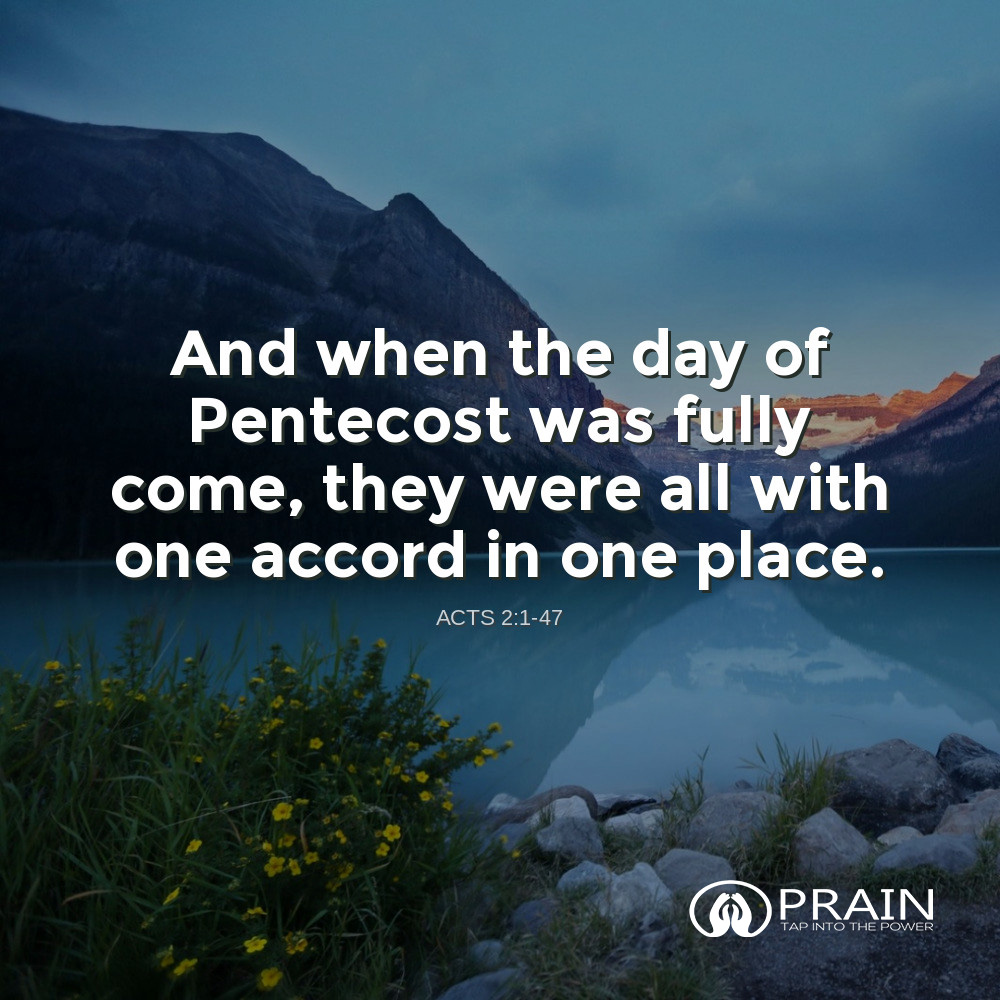 And when the day of
Pentecost was fully
come, they were all with
one accord in one place.
ACTS 2:1-47
PRAIN
TAP INTO THE POWER